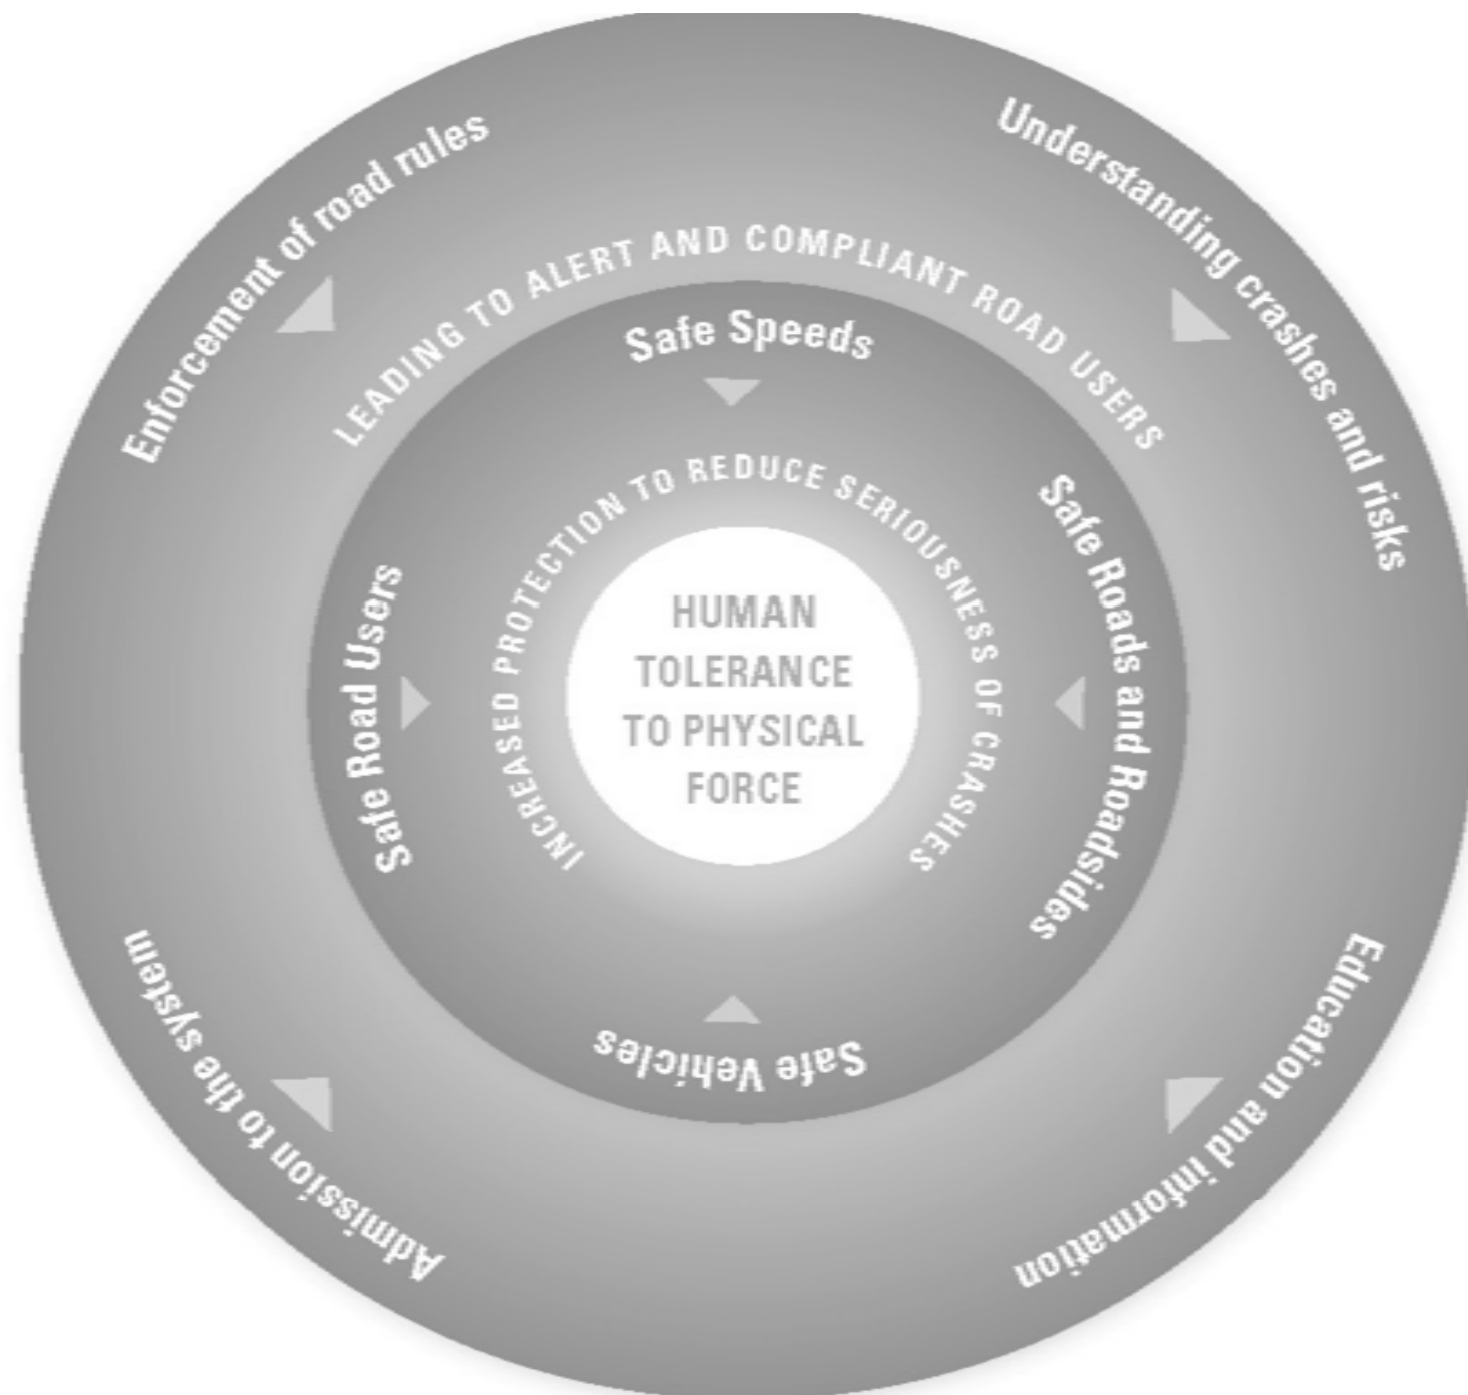 Enforcement of road rules
Understanding crashes and risks
LEADING TO ALERT AND COMPLIANT ROAD USERS
Safe Speeds
INCREASED PROTECTION TO REDUCE SERIOUSNESS OF CRASHES
Safe Road Users
HUMAN
TOLERANCE
TO PHYSICAL
FORCE
Safe Roads and Roadsides
Safe Vehicles
Admission to the system
Education and information